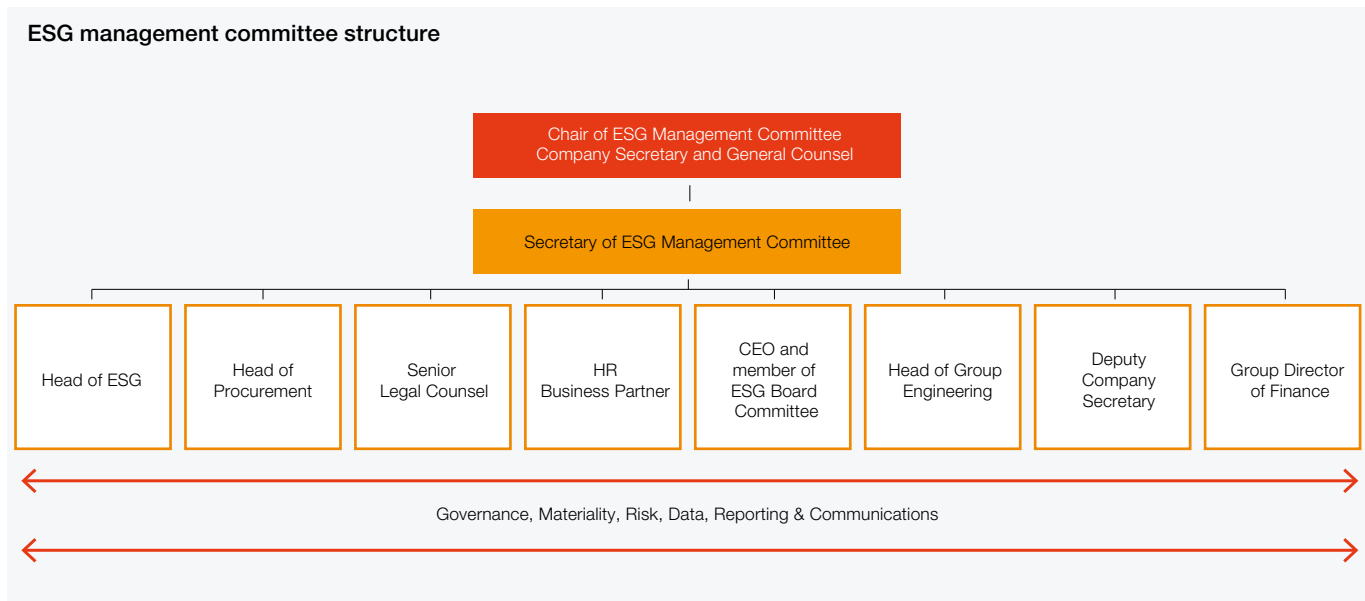 ESG management committee structure
Chair of ESG Management Committee
Company Secretary and General Counsel
Secretary of ESG Management Committee
Head of ESG
Head of
Procurement
Senior
Legal Counsel
HR
Business Partner
CEO and
member of
ESG Board
Committee
Head of Group
Engineering
Deputy
Company
Secretary
Group Director
of Finance
Governance, Materiality, Risk, Data, Reporting & Communications